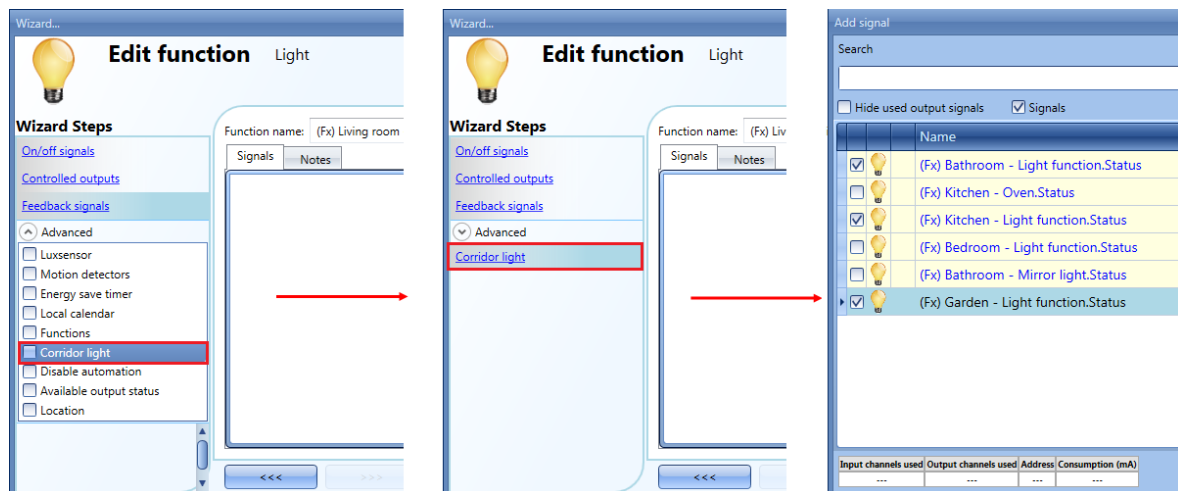 Wizard...
Edit function Light
Wizard Steps
On/off signals
Controlled outputs
Feedback signals
Advanced
Luxsensor
Motion detectors
Energy save timer
Local calendar
Functions
Corridor light
Disable automation
Available output status
Location
Function name: (Fx) Living room
Signals Notes
<<< >>>
Wizard...
Edit function Light
Wizard Steps
On/off signals
Controlled outputs
Feedback signals
Advanced
Corridor light
Function name: (Fx) Liv
Signals Notes
<<<
Add signal
Search
Hide used output signals Signals
Name
(Fx) Bathroom - Light function.Status
(Fx) Kitchen - Oven.Status
(Fx) Kitchen - Light function.Status
(Fx) Bedroom - Light function.Status
(Fx) Bathroom - Mirror light.Status
(Fx) Garden - Light function.Status
Input channels used Output channels used Address Consumption (mA)
--- --- --- ---